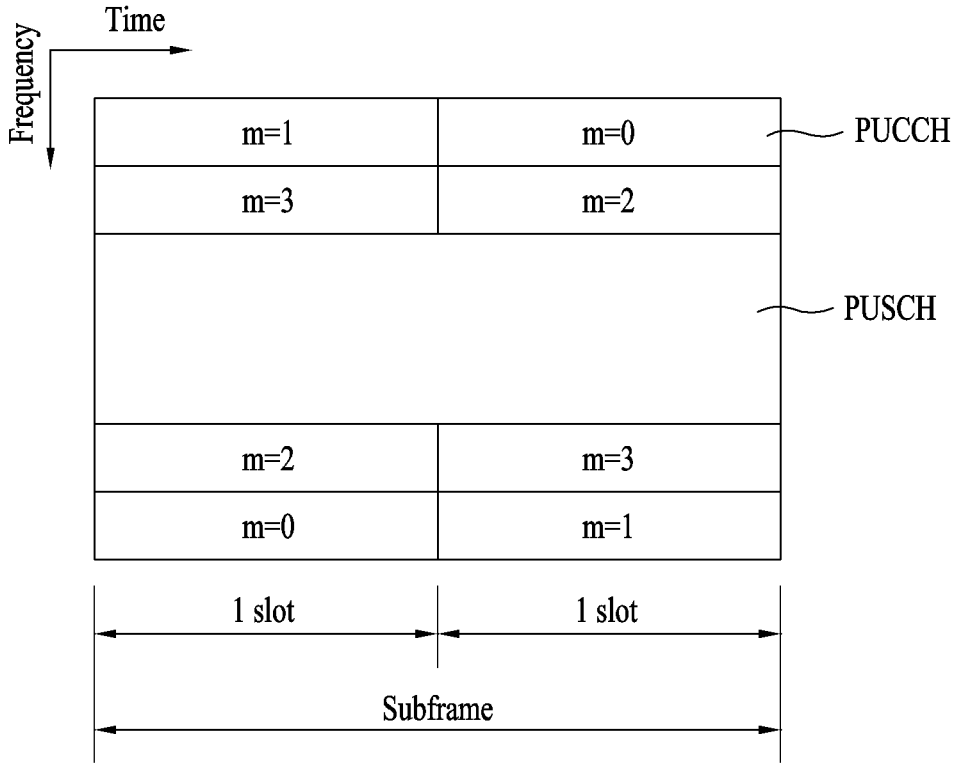 Time
Frequency
m=1 m=0 PUCCH
m=3 m=2
PUSCH
m=2 m=3
m=0 m=1
1 slot 1 slot
Subframe